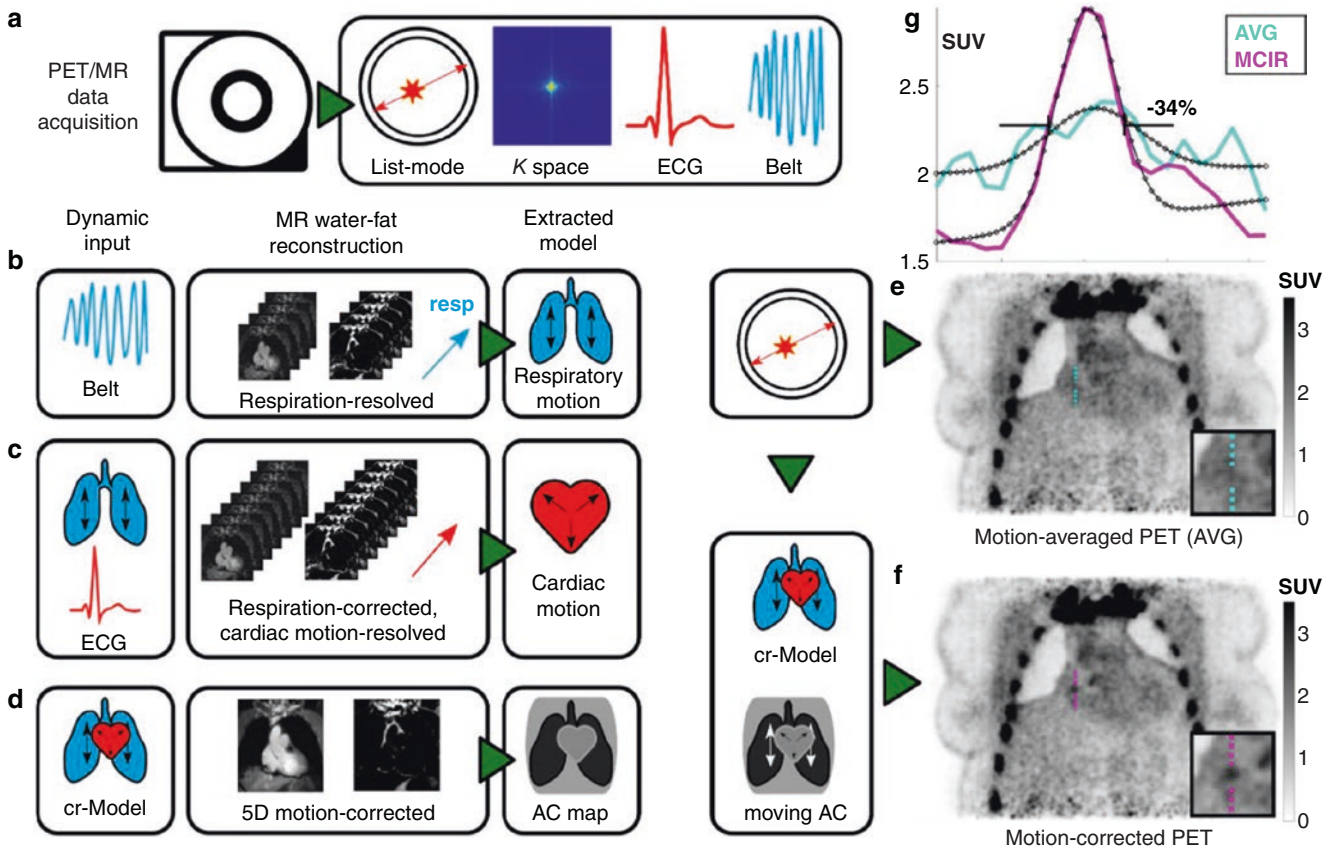 a
PET/MR
data
acquisition
List-mode
K space
ECG
Belt
Dynamic
input
MR water-fat
reconstruction
Extracted
model
b
Belt
resp
Respiration-resolved
Respiratory
motion
c
ECG
Respiration-corrected,
cardiac motion-resolved
Cardiac
motion
d
cr-Model
5D motion-corrected
AC map
cr-Model
moving AC
g
SUV
AVG
MCIR
-34%
2.5
2
1.5
e
SUV
3
2
1
0
Motion-averaged PET (AVG)
f
SUV
3
2
1
0
Motion-corrected PET